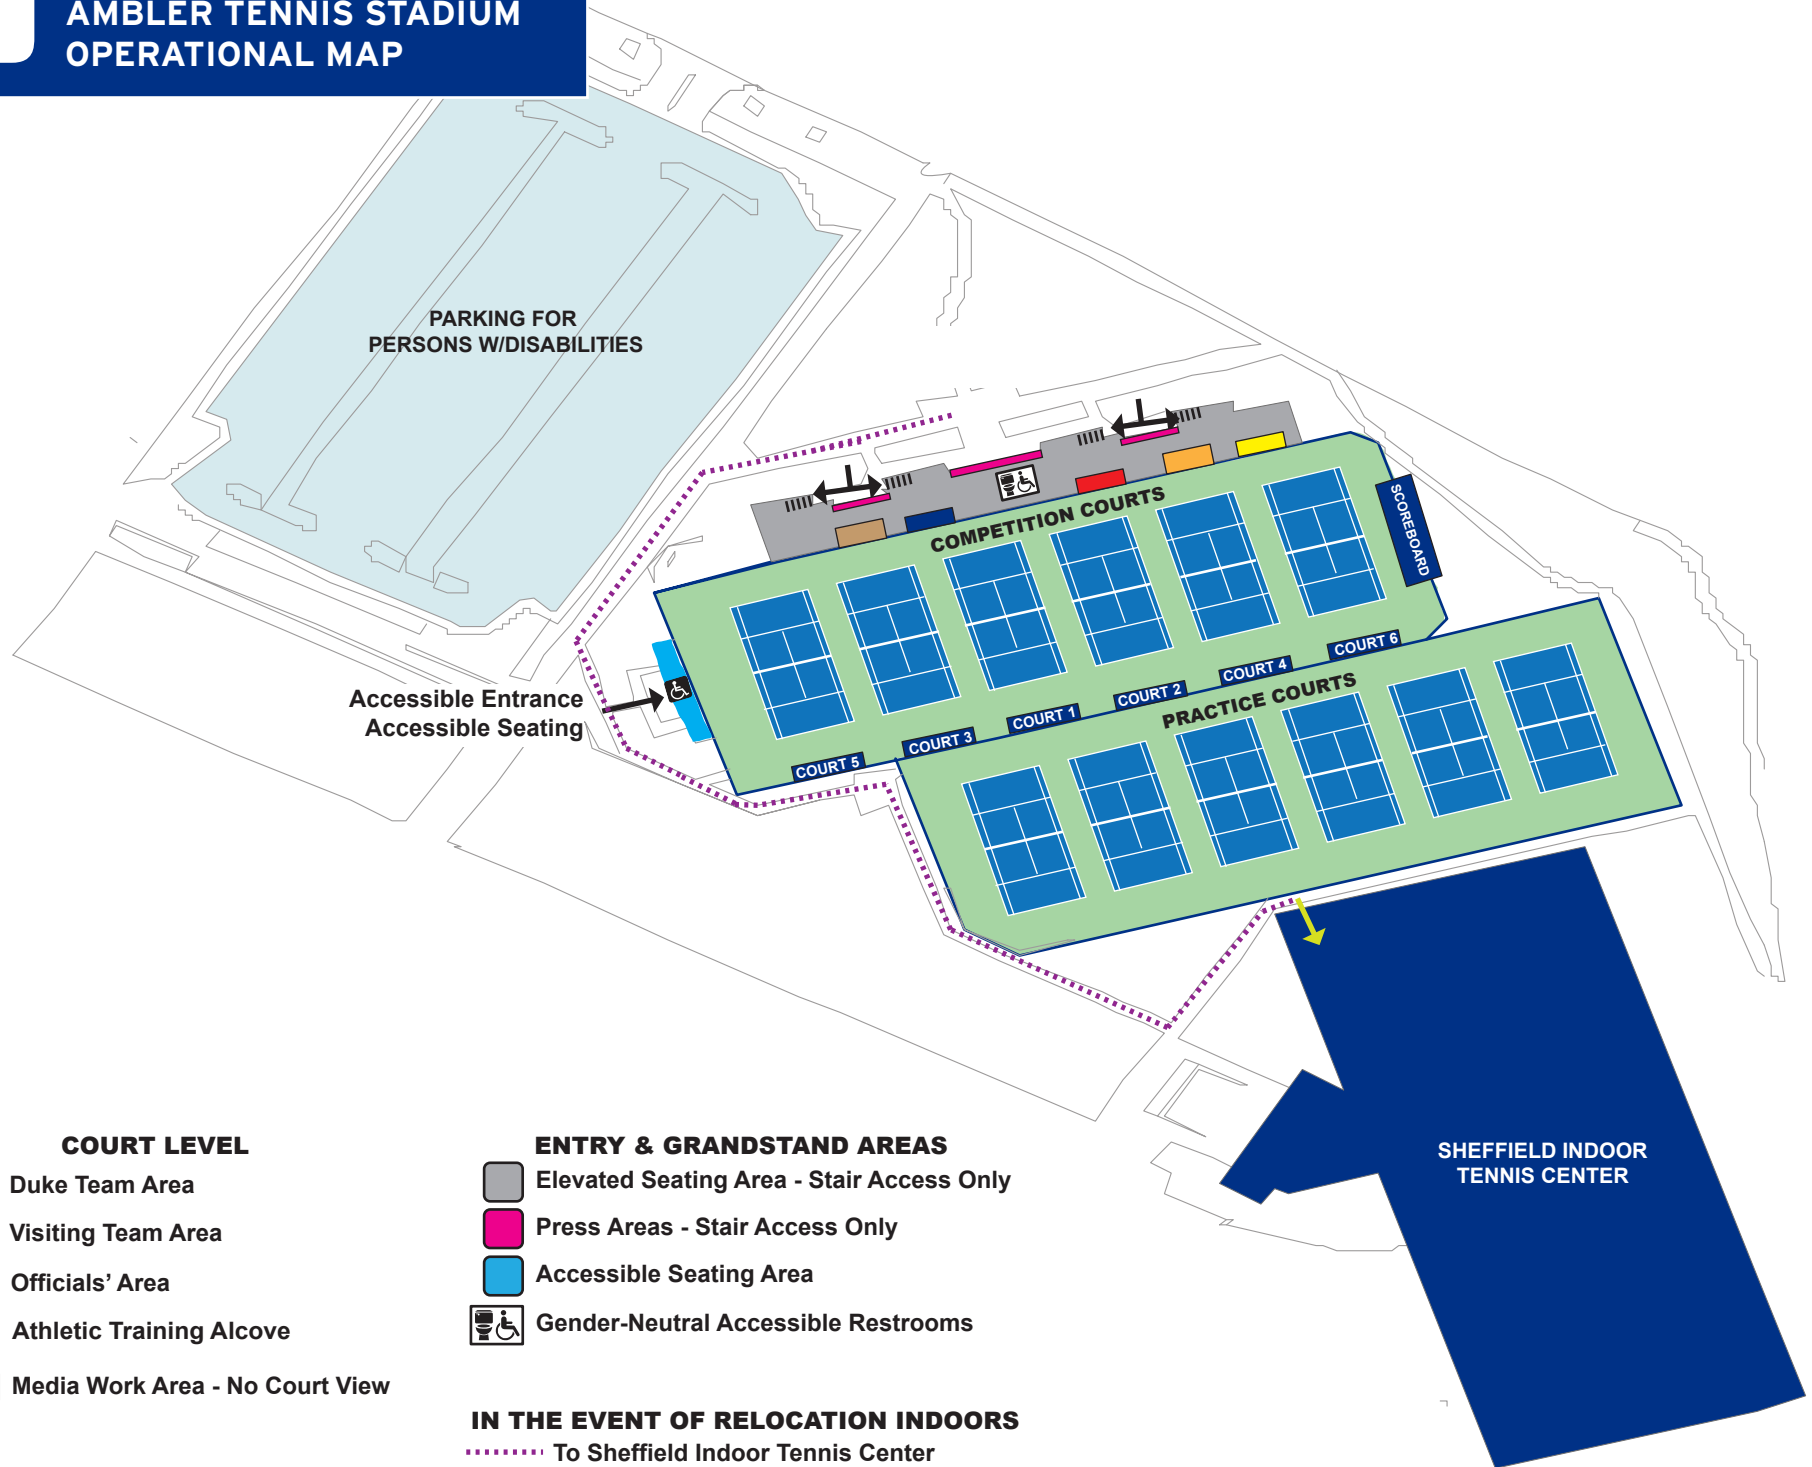 AMBLER TENNIS STADIUM
OPERATIONAL MAP
PARKING FOR
PERSONS W/DISABILITIES
SCOREBOARD
COMPETITION COURTS
COURT 6
COURT 4
COURT 2
COURT 1
COURT 3
COURT 5
PRACTICE COURTS
Accessible Entrance
Accessible Seating
SHEFFIELD INDOOR
TENNIS CENTER
COURT LEVEL
Duke Team Area
Visiting Team Area
Officials’ Area
Athletic Training Alcove
Media Work Area - No Court View
ENTRY & GRANDSTAND AREAS
Elevated Seating Area - Stair Access Only
Press Areas - Stair Access Only
Accessible Seating Area
Gender-Neutral Accessible Restrooms
IN THE EVENT OF RELOCATION INDOORS
To Sheffield Indoor Tennis Center